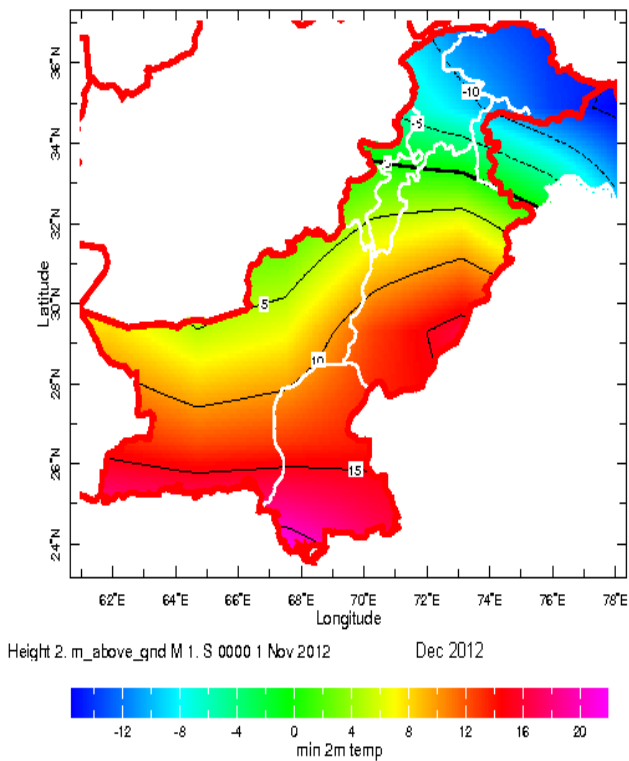 36°N
34°N
32°N
30°N
28°N
26°N
24°N
Latitude
-10
-5
0
5
10
15
62°E 64°E 66°E 68°E 70°E 72°E 74°E 76°E 78°E
Longitude
Height 2. m_above_gnd M 1. S 0000 1 Nov 2012 Dec 2012
-12 -8 -4 0 4 8 12 16 20
min 2m temp